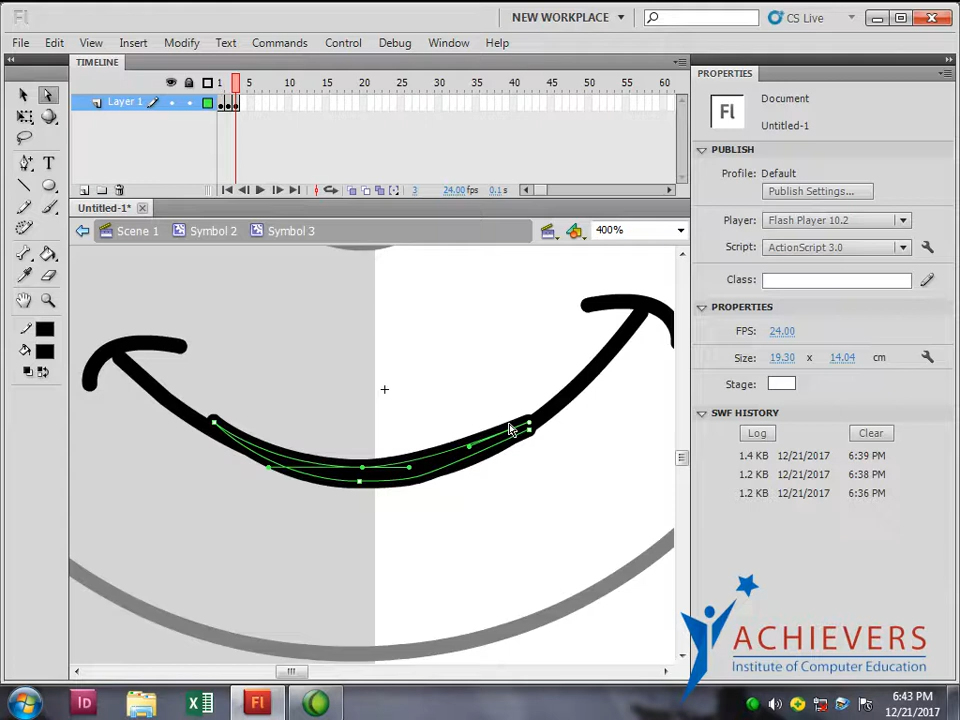 Fl
NEW WORKPLACE
CS Live
File Edit View Insert Modify Text Commands Control Debug Window Help
TIMELINE
1 5 10 15 20 25 30 35 40 45 50 55 60
Layer 1
3 24.00 fps 0.1 s
Untitled-1*
Scene 1 Symbol 2 Symbol 3 400%
PROPERTIES
Fl
Document
Untitled-1
PUBLISH
Profile: Default
Publish Settings...
Player: Flash Player 10.2
Script: ActionScript 3.0
Class:
PROPERTIES
FPS: 24.00
Size: 19.30 x 14.04 cm
Stage:
SWF HISTORY
Log Clear
1.4 KB 12/21/2017 6:39 PM
1.2 KB 12/21/2017 6:38 PM
1.2 KB 12/21/2017 6:36 PM
ACHIEVERS
Institute of Computer Education
Id
Fl
6:43 PM
12/21/2017